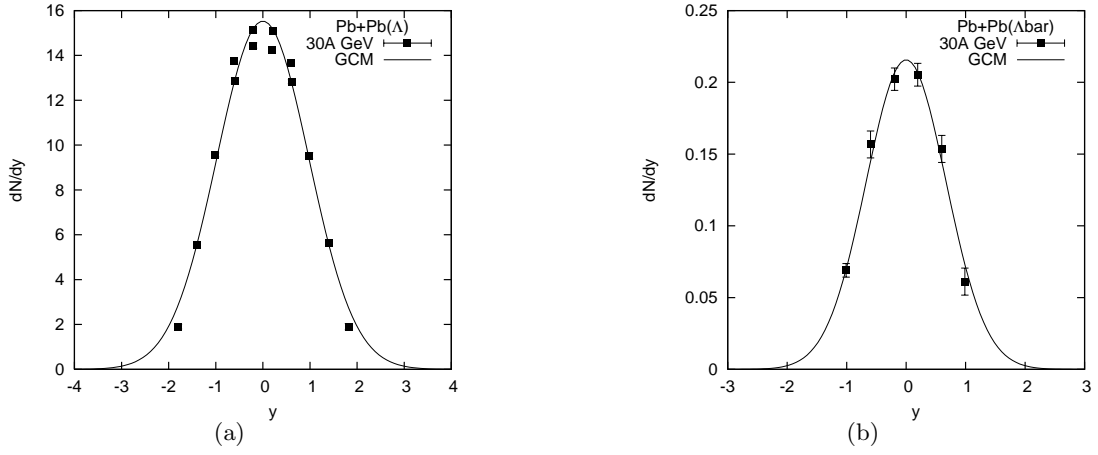 16
14
12
10
8
6
4
2
0
dN/dy
-4 -3 -2 -1 0 1 2 3 4
y
Pb+Pb(Λ)
30A GeV
GCM
(a)
0.25
0.2
0.15
0.1
0.05
0
dN/dy
-3 -2 -1 0 1 2 3
y
Pb+Pb(Λbar)
30A GeV
GCM
(b)